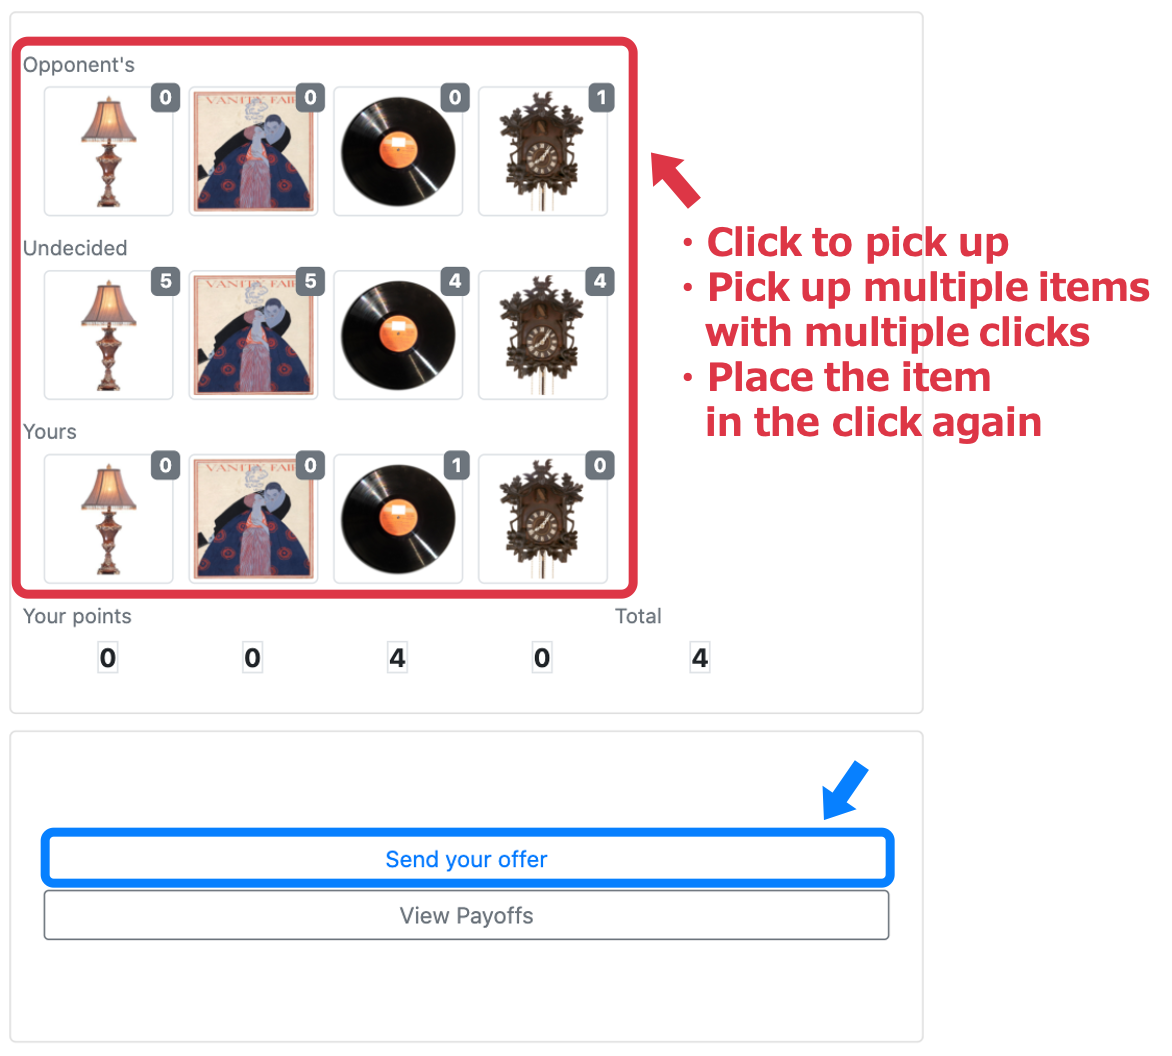 Opponent's
0
0
0
1
VANITY FAIR
Undecided
5
5
4
4
VANITY FAIR
Yours
0
0
1
0
VANITY FAIR
Your points
Total
0
0
4
0
4
・Click to pick up
・Pick up multiple items
with multiple clicks
・Place the item
in the click again
Send your offer
View Payoffs